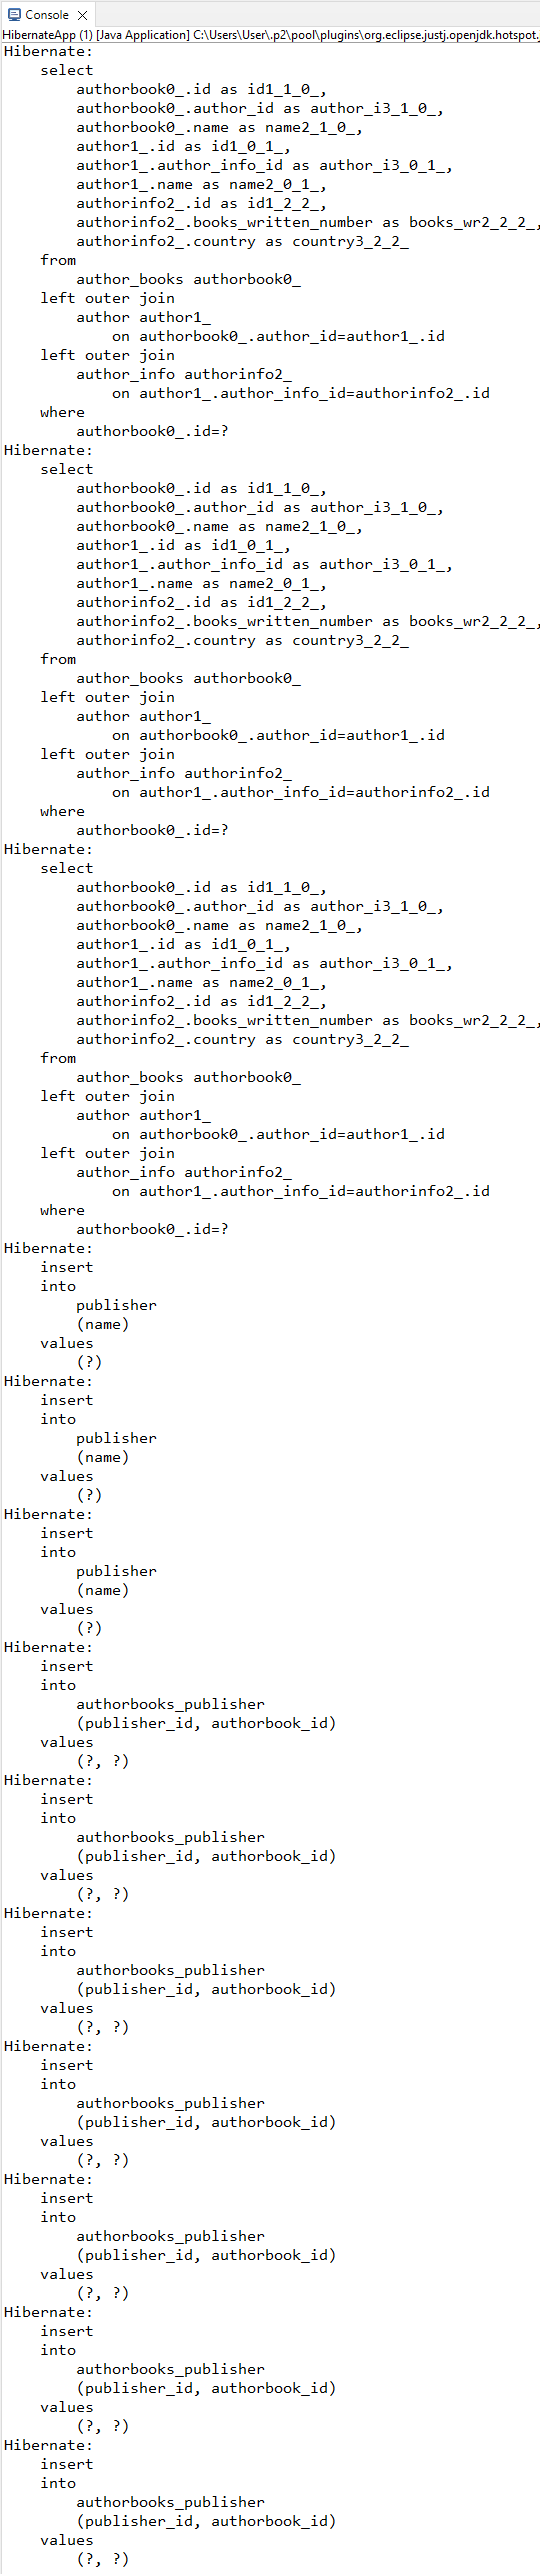 Console
HibernateApp (1) [Java Application] C:\Users\User\.p2\pool\plugins\org.eclipse.justj.openjdk.hotspot.
Hibernate:
    select
        authorbook0_.id as id1_1_0_,
        authorbook0_.author_id as author_i3_1_0_,
        authorbook0_.name as name2_1_0_,
        author1_.id as id1_0_1_,
        author1_.author_info_id as author_i3_0_1_,
        author1_.name as name2_0_1_,
        authorinfo2_.id as id1_2_2_,
        authorinfo2_.books_written_number as books_wr2_2_2_,
        authorinfo2_.country as country3_2_2_
    from
        author_books authorbook0_
    left outer join
        author author1_
            on authorbook0_.author_id=author1_.id
    left outer join
        author_info authorinfo2_
            on author1_.author_info_id=authorinfo2_.id
    where
        authorbook0_.id=?
Hibernate:
    select
        authorbook0_.id as id1_1_0_,
        authorbook0_.author_id as author_i3_1_0_,
        authorbook0_.name as name2_1_0_,
        author1_.id as id1_0_1_,
        author1_.author_info_id as author_i3_0_1_,
        author1_.name as name2_0_1_,
        authorinfo2_.id as id1_2_2_,
        authorinfo2_.books_written_number as books_wr2_2_2_,
        authorinfo2_.country as country3_2_2_
    from
        author_books authorbook0_
    left outer join
        author author1_
            on authorbook0_.author_id=author1_.id
    left outer join
        author_info authorinfo2_
            on author1_.author_info_id=authorinfo2_.id
    where
        authorbook0_.id=?
Hibernate:
    select
        authorbook0_.id as id1_1_0_,
        authorbook0_.author_id as author_i3_1_0_,
        authorbook0_.name as name2_1_0_,
        author1_.id as id1_0_1_,
        author1_.author_info_id as author_i3_0_1_,
        author1_.name as name2_0_1_,
        authorinfo2_.id as id1_2_2_,
        authorinfo2_.books_written_number as books_wr2_2_2_,
        authorinfo2_.country as country3_2_2_
    from
        author_books authorbook0_
    left outer join
        author author1_
            on authorbook0_.author_id=author1_.id
    left outer join
        author_info authorinfo2_
            on author1_.author_info_id=authorinfo2_.id
    where
        authorbook0_.id=?
Hibernate:
    insert
    into
        publisher
        (name)
    values
        (?)
Hibernate:
    insert
    into
        publisher
        (name)
    values
        (?)
Hibernate:
    insert
    into
        publisher
        (name)
    values
        (?)
Hibernate:
    insert
    into
        authorbooks_publisher
        (publisher_id, authorbook_id)
    values
        (?, ?)
Hibernate:
    insert
    into
        authorbooks_publisher
        (publisher_id, authorbook_id)
    values
        (?, ?)
Hibernate:
    insert
    into
        authorbooks_publisher
        (publisher_id, authorbook_id)
    values
        (?, ?)
Hibernate:
    insert
    into
        authorbooks_publisher
        (publisher_id, authorbook_id)
    values
        (?, ?)
Hibernate:
    insert
    into
        authorbooks_publisher
        (publisher_id, authorbook_id)
    values
        (?, ?)
Hibernate:
    insert
    into
        authorbooks_publisher
        (publisher_id, authorbook_id)
    values
        (?, ?)
Hibernate:
    insert
    into
        authorbooks_publisher
        (publisher_id, authorbook_id)
    values
        (?, ?)